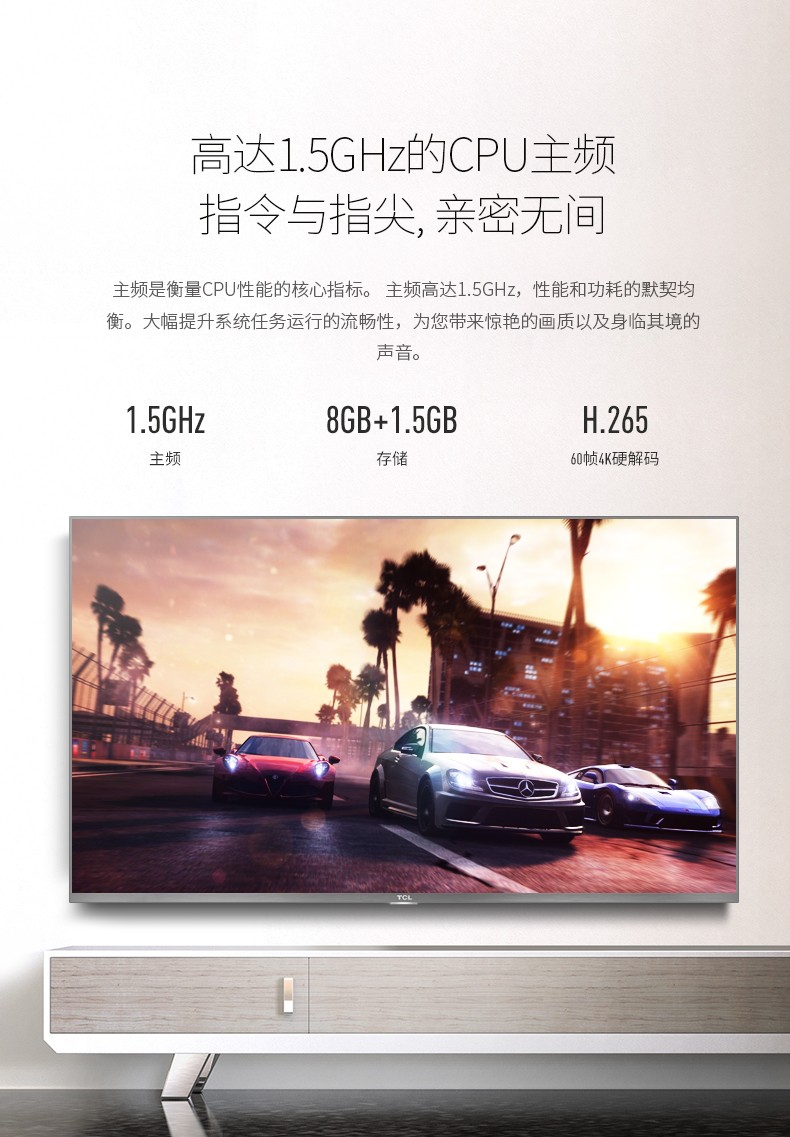 高达1.5GHz的CPU主频
指令与指尖, 亲密无间
主频是衡量CPU性能的核心指标。 主频高达1.5GHz，性能和功耗的默契均
衡。大幅提升系统任务运行的流畅性，为您带来惊艳的画质以及身临其境的
声音。
1.5GHz 8GB+1.5GB H.265
主频 存储 60帧4K硬解码
TCL